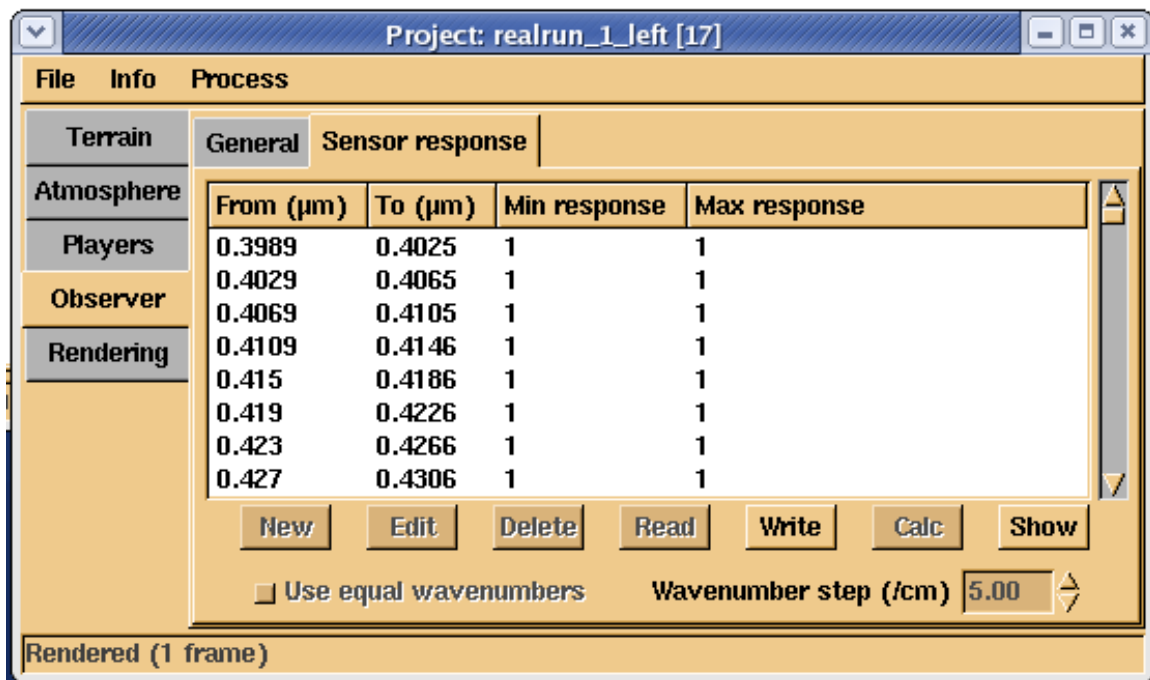 Project: realrun_1_left [17]
File Info Process
Terrain
Atmosphere
Players
Observer
Rendering
General Sensor response
From (µm) To (µm) Min response Max response
0.3989 0.4025 1 1
0.4029 0.4065 1 1
0.4069 0.4105 1 1
0.4109 0.4146 1 1
0.415 0.4186 1 1
0.419 0.4226 1 1
0.423 0.4266 1 1
0.427 0.4306 1 1
New Edit Delete Read Write Calc Show
Use equal wavenumbers Wavenumber step (/cm) 5.00
Rendered (1 frame)